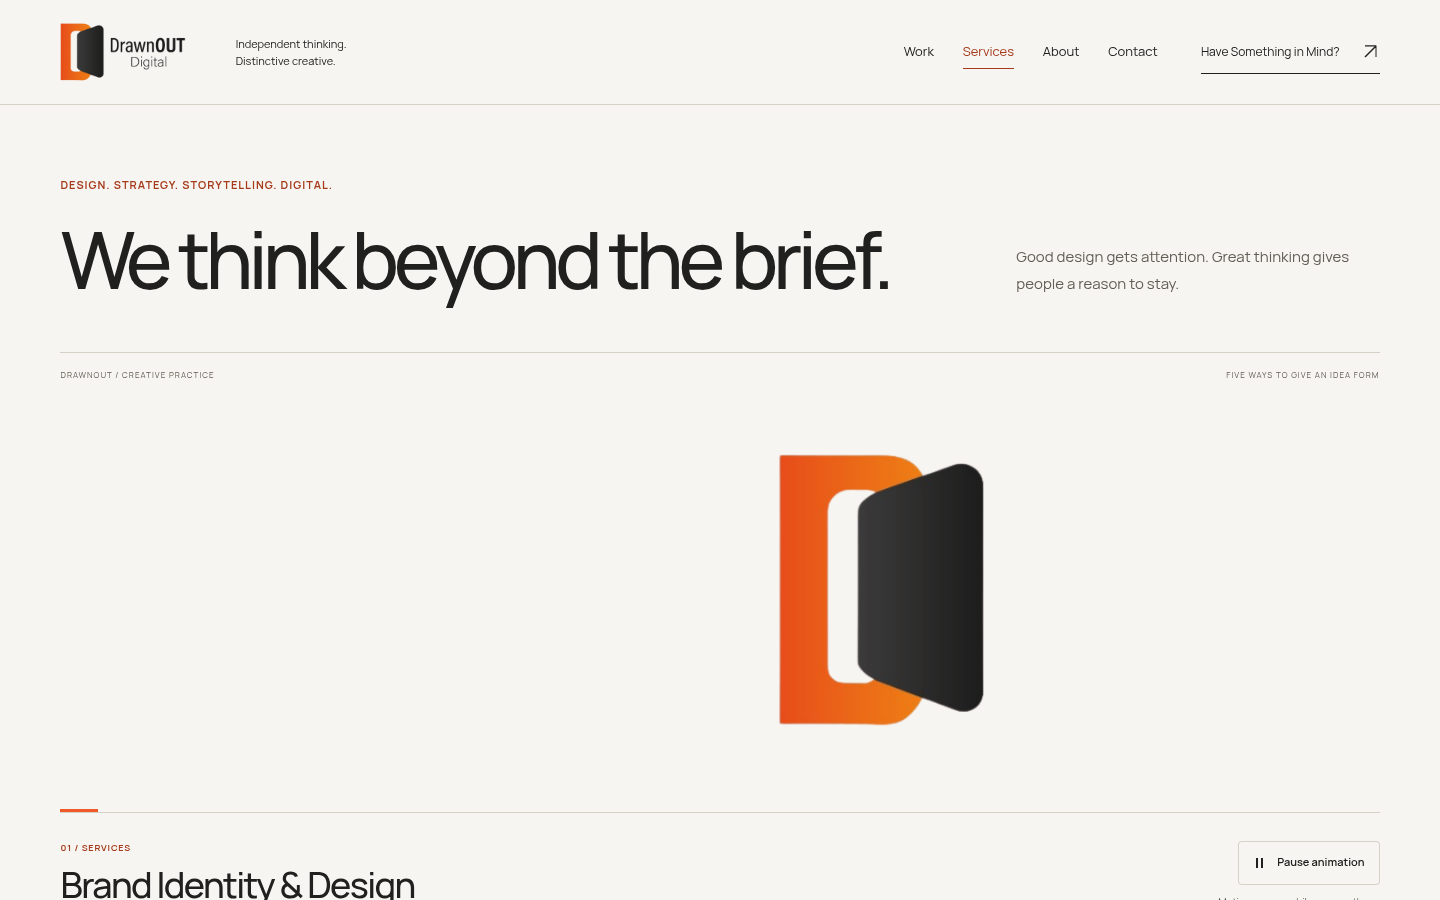 DrawnOUT
Digital
Independent thinking.
Distinctive creative.
Work
Services
About
Contact
Have Something in Mind?
DESIGN. STRATEGY. STORYTELLING. DIGITAL.
We think beyond the brief.
Good design gets attention. Great thinking gives
people a reason to stay.
DRAWNOUT / CREATIVE PRACTICE
FIVE WAYS TO GIVE AN IDEA FORM
01 / SERVICES
Brand Identity & Design
Pause animation